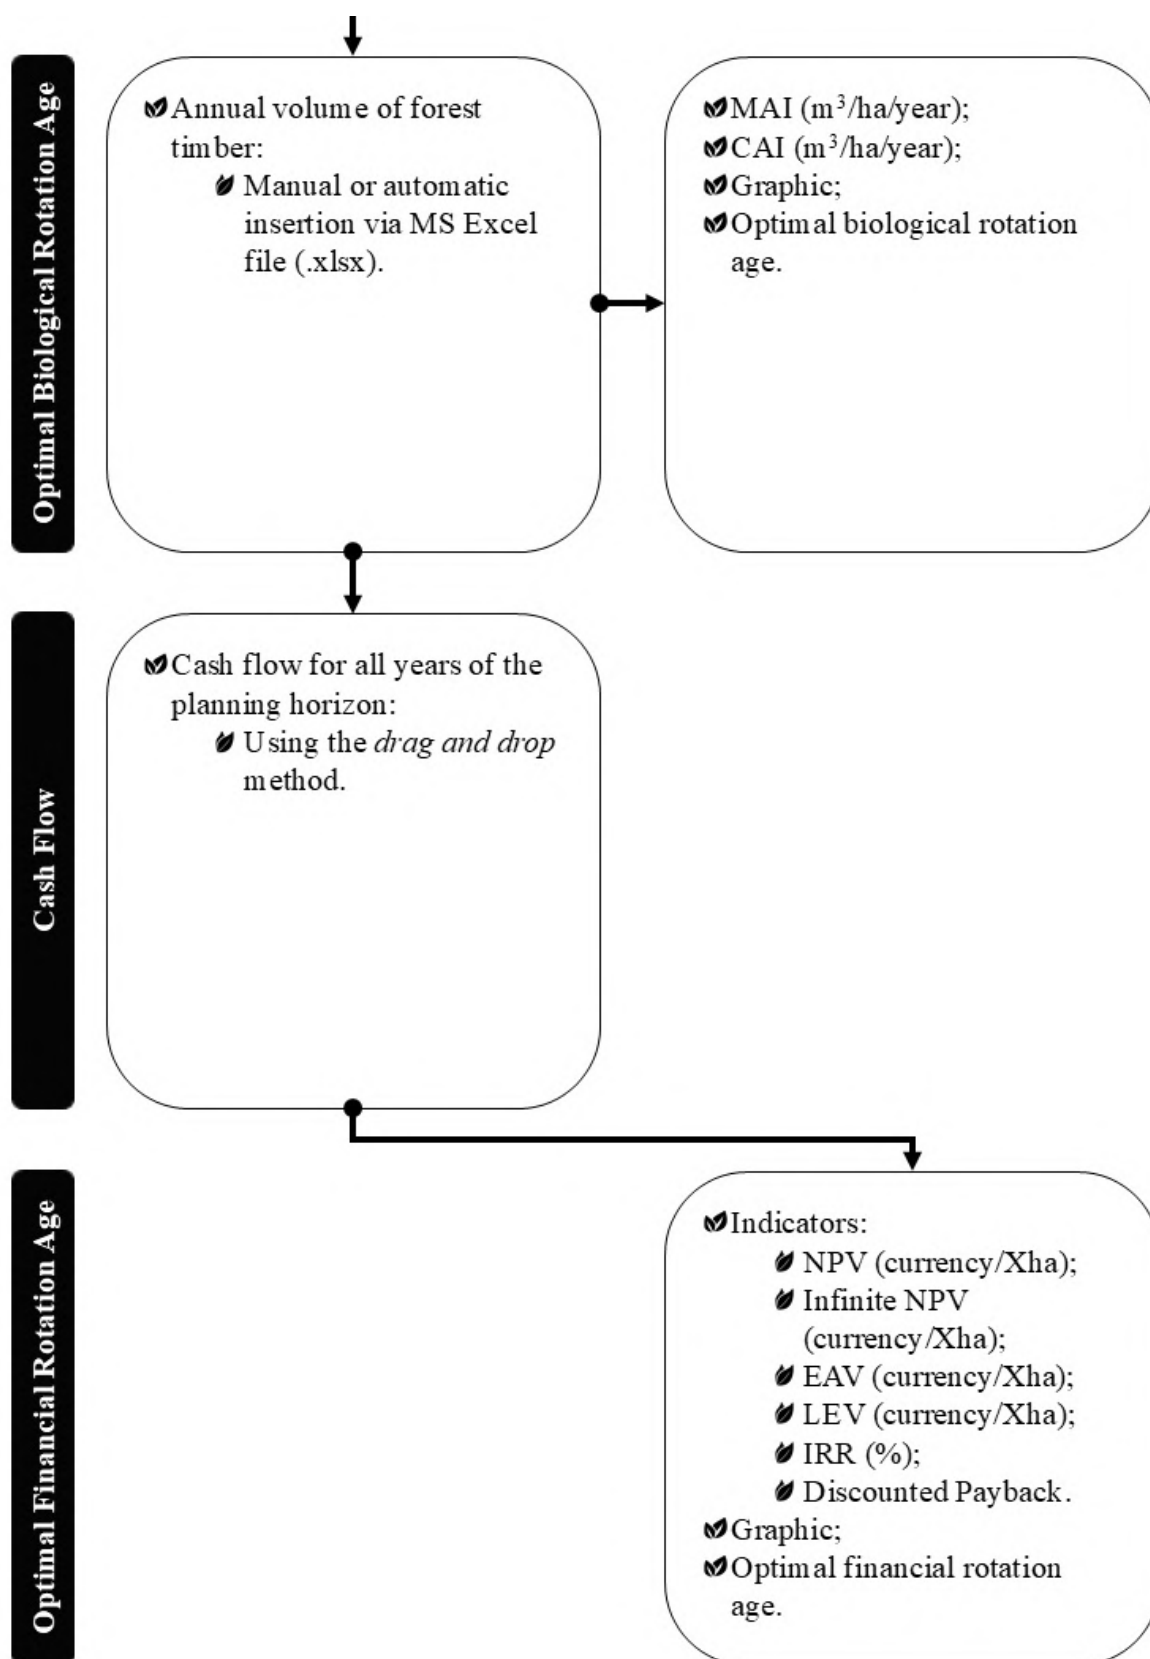 Optimal Biological Rotation Age
Annual volume of forest
timber:
Manual or automatic
insertion via MS Excel
file (.xlsx).
MAI (m³/ha/year);
CAI (m³/ha/year);
Graphic;
Optimal biological rotation
age.
Cash Flow
Cash flow for all years of the
planning horizon:
Using the drag and drop
method.
Optimal Financial Rotation Age
Indicators:
NPV (currency/Xha);
Infinite NPV
(currency/Xha);
EAV (currency/Xha);
LEV (currency/Xha);
IRR (%);
Discounted Payback.
Graphic;
Optimal financial rotation
age.